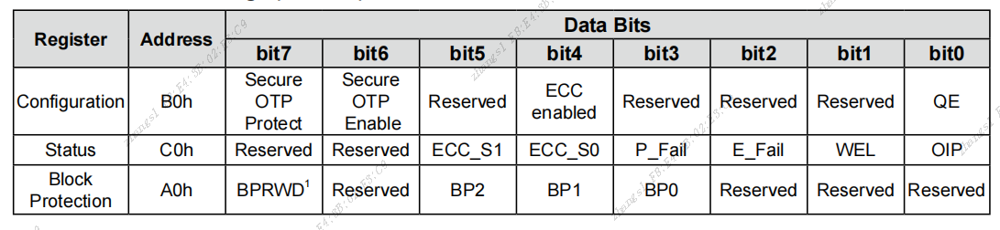 Register Address Data Bits
bit7 bit6 bit5 bit4 bit3 bit2 bit1 bit0
Configuration B0h Secure OTP Protect Secure OTP Enable Reserved ECC enabled Reserved Reserved Reserved QE
Status C0h Reserved Reserved ECC_S1 ECC_S0 P_Fail E_Fail WEL OIP
Block Protection A0h BPRWD1 Reserved BP2 BP1 BP0 Reserved Reserved Reserved